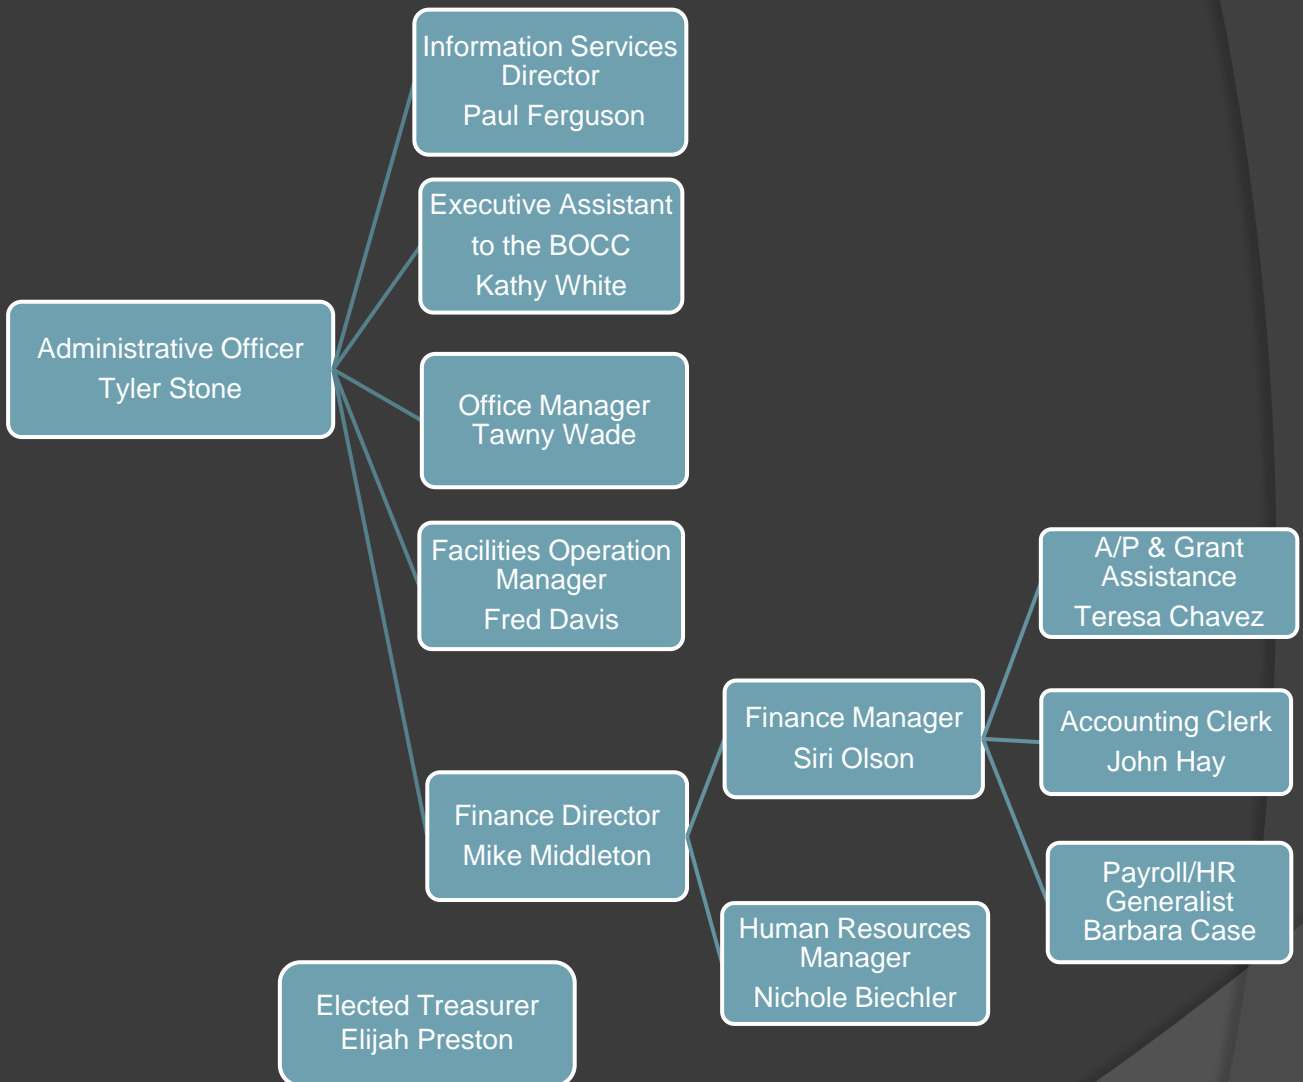 Information Services
Director
Paul Ferguson
Executive Assistant
to the BOCC
Kathy White
Administrative Officer
Tyler Stone
Office Manager
Tawny Wade
Facilities Operation
Manager
Fred Davis
A/P & Grant
Assistance
Teresa Chavez
Finance Manager
Siri Olson
Accounting Clerk
John Hay
Finance Director
Mike Middleton
Payroll/HR
Generalist
Barbara Case
Human Resources
Manager
Nichole Biechler
Elected Treasurer
Elijah Preston